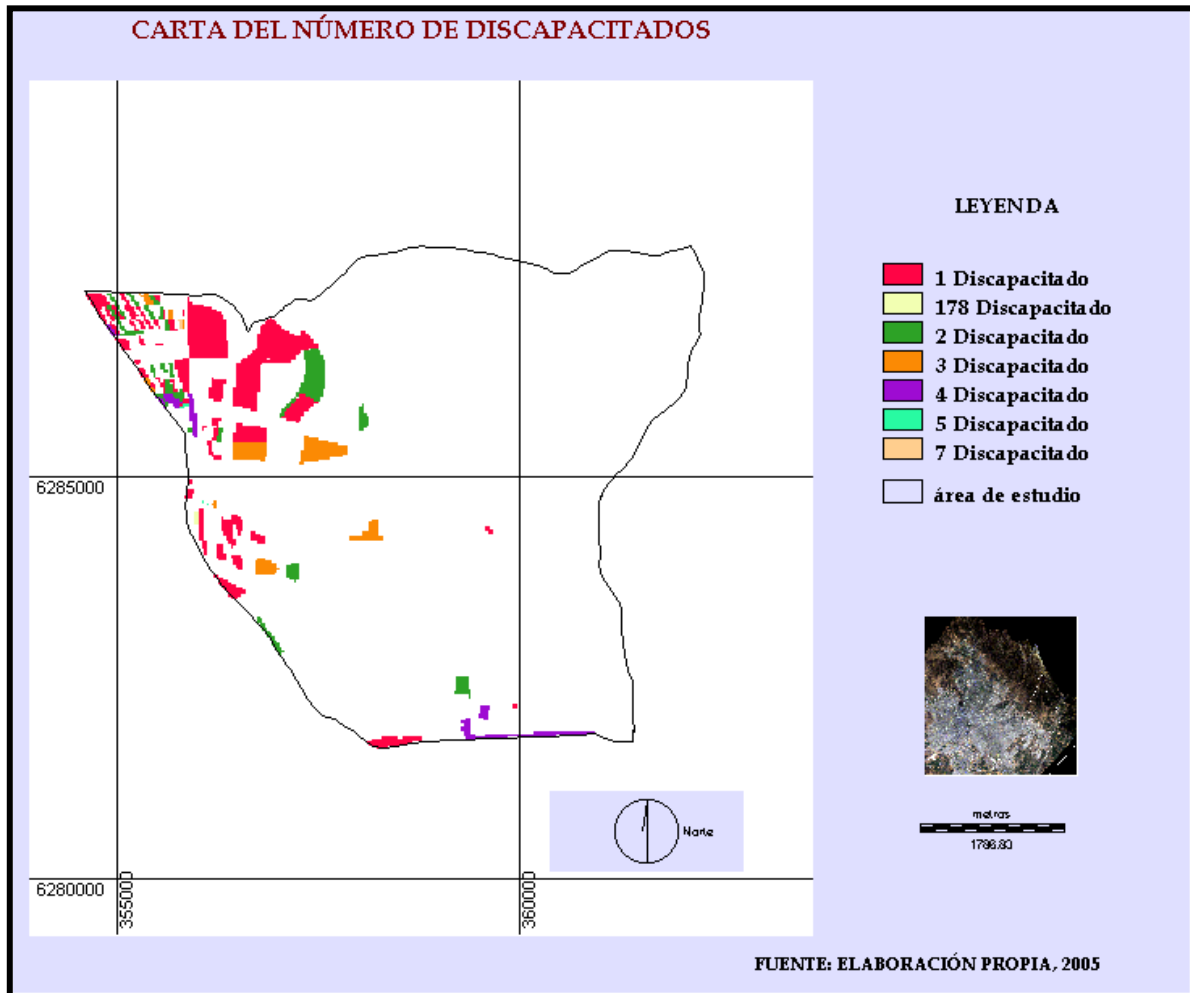 CARTA DEL NÚMERO DE DISCAPACITADOS
LEYENDA
1 Discapacitado
178 Discapacitado
2 Discapacitado
3 Discapacitado
4 Discapacitado
5 Discapacitado
7 Discapacitado
área de estudio
6285000
6280000
355000
360000
Norte
metros
1786.80
FUENTE: ELABORACIÓN PROPIA, 2005